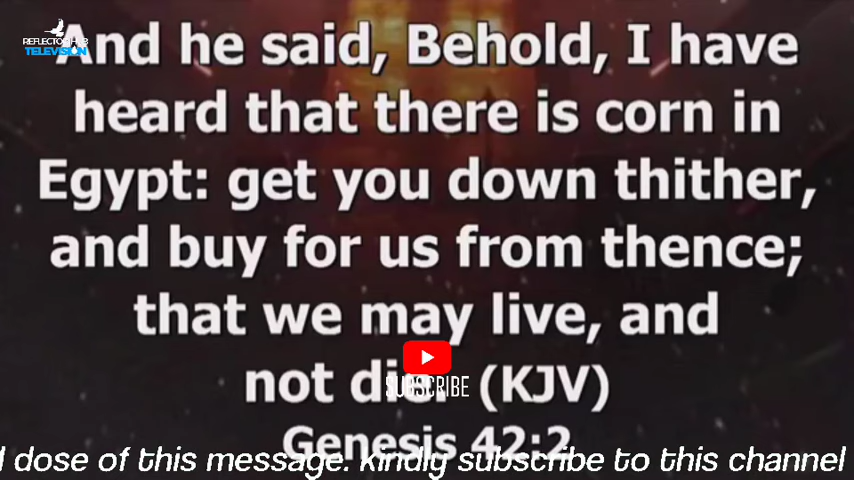 REFLECTOR HUB
TELEVISION
And he said, Behold, I have
heard that there is corn in
Egypt: get you down thither,
and buy for us from thence;
that we may live, and
not die. (KJV)
SUBSCRIBE
Genesis 42:2
dose of this message. kindly subscribe to this channel